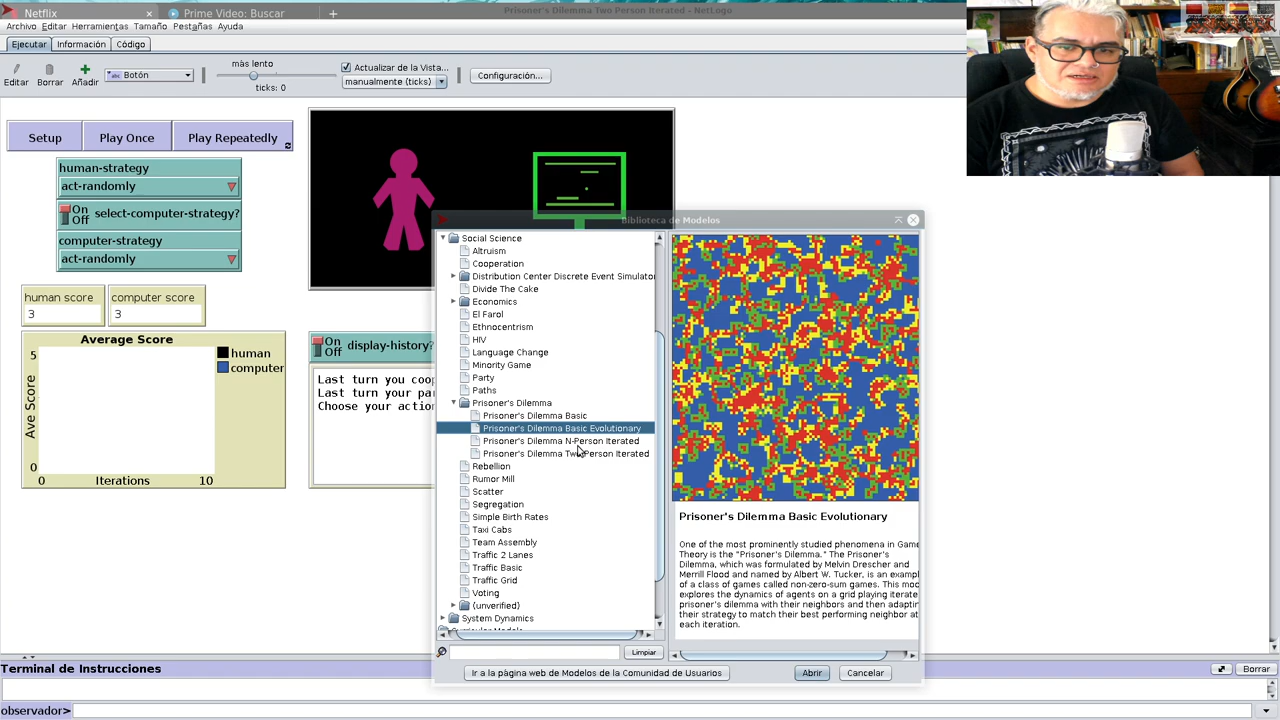 Netflix
Prime Video: Buscar
Prisoner's Dilemma Two Person Iterated - NetLogo
Archivo Editar Herramientas Tamaño Pestañas Ayuda
Ejecutar Información Código
Editar Borrar Añadir
Botón
más lento
ticks: 0
Actualizar de la Vista...
manualmente (ticks)
Configuración...
Setup
Play Once
Play Repeatedly
human-strategy
act-randomly
On
Off
select-computer-strategy?
computer-strategy
act-randomly
human score
3
computer score
3
Average Score
5
Ave Score
0
0
Iterations
10
human
computer
On
Off
display-history?
Last turn you coop
Last turn your par
Choose your action
Biblioteca de Modelos
Social Science
Altruism
Cooperation
Distribution Center Discrete Event Simulator
Divide The Cake
Economics
El Farol
Ethnocentrism
HIV
Language Change
Minority Game
Party
Paths
Prisoner's Dilemma
Prisoner's Dilemma Basic
Prisoner's Dilemma Basic Evolutionary
Prisoner's Dilemma N-Person Iterated
Prisoner's Dilemma Two Person Iterated
Rebellion
Rumor Mill
Scatter
Segregation
Simple Birth Rates
Taxi Cabs
Team Assembly
Traffic 2 Lanes
Traffic Basic
Traffic Grid
Voting
(unverified)
System Dynamics
Limpiar
Prisoner's Dilemma Basic Evolutionary
One of the most prominently studied phenomena in Game
Theory is the "Prisoner's Dilemma." The Prisoner's
Dilemma, which was formulated by Melvin Drescher and
Merrill Flood and named by Albert W. Tucker, is an exampl
of a class of games called non-zero-sum games. This mod
explores the dynamics of agents on a grid playing iterate
prisoner's dilemma with their neighbors and then adaptin
their strategy to match their best performing neighbor at
each iteration.
Ir a la página web de Modelos de la Comunidad de Usuarios
Abrir
Cancelar
Terminal de Instrucciones
Borrar
observador>